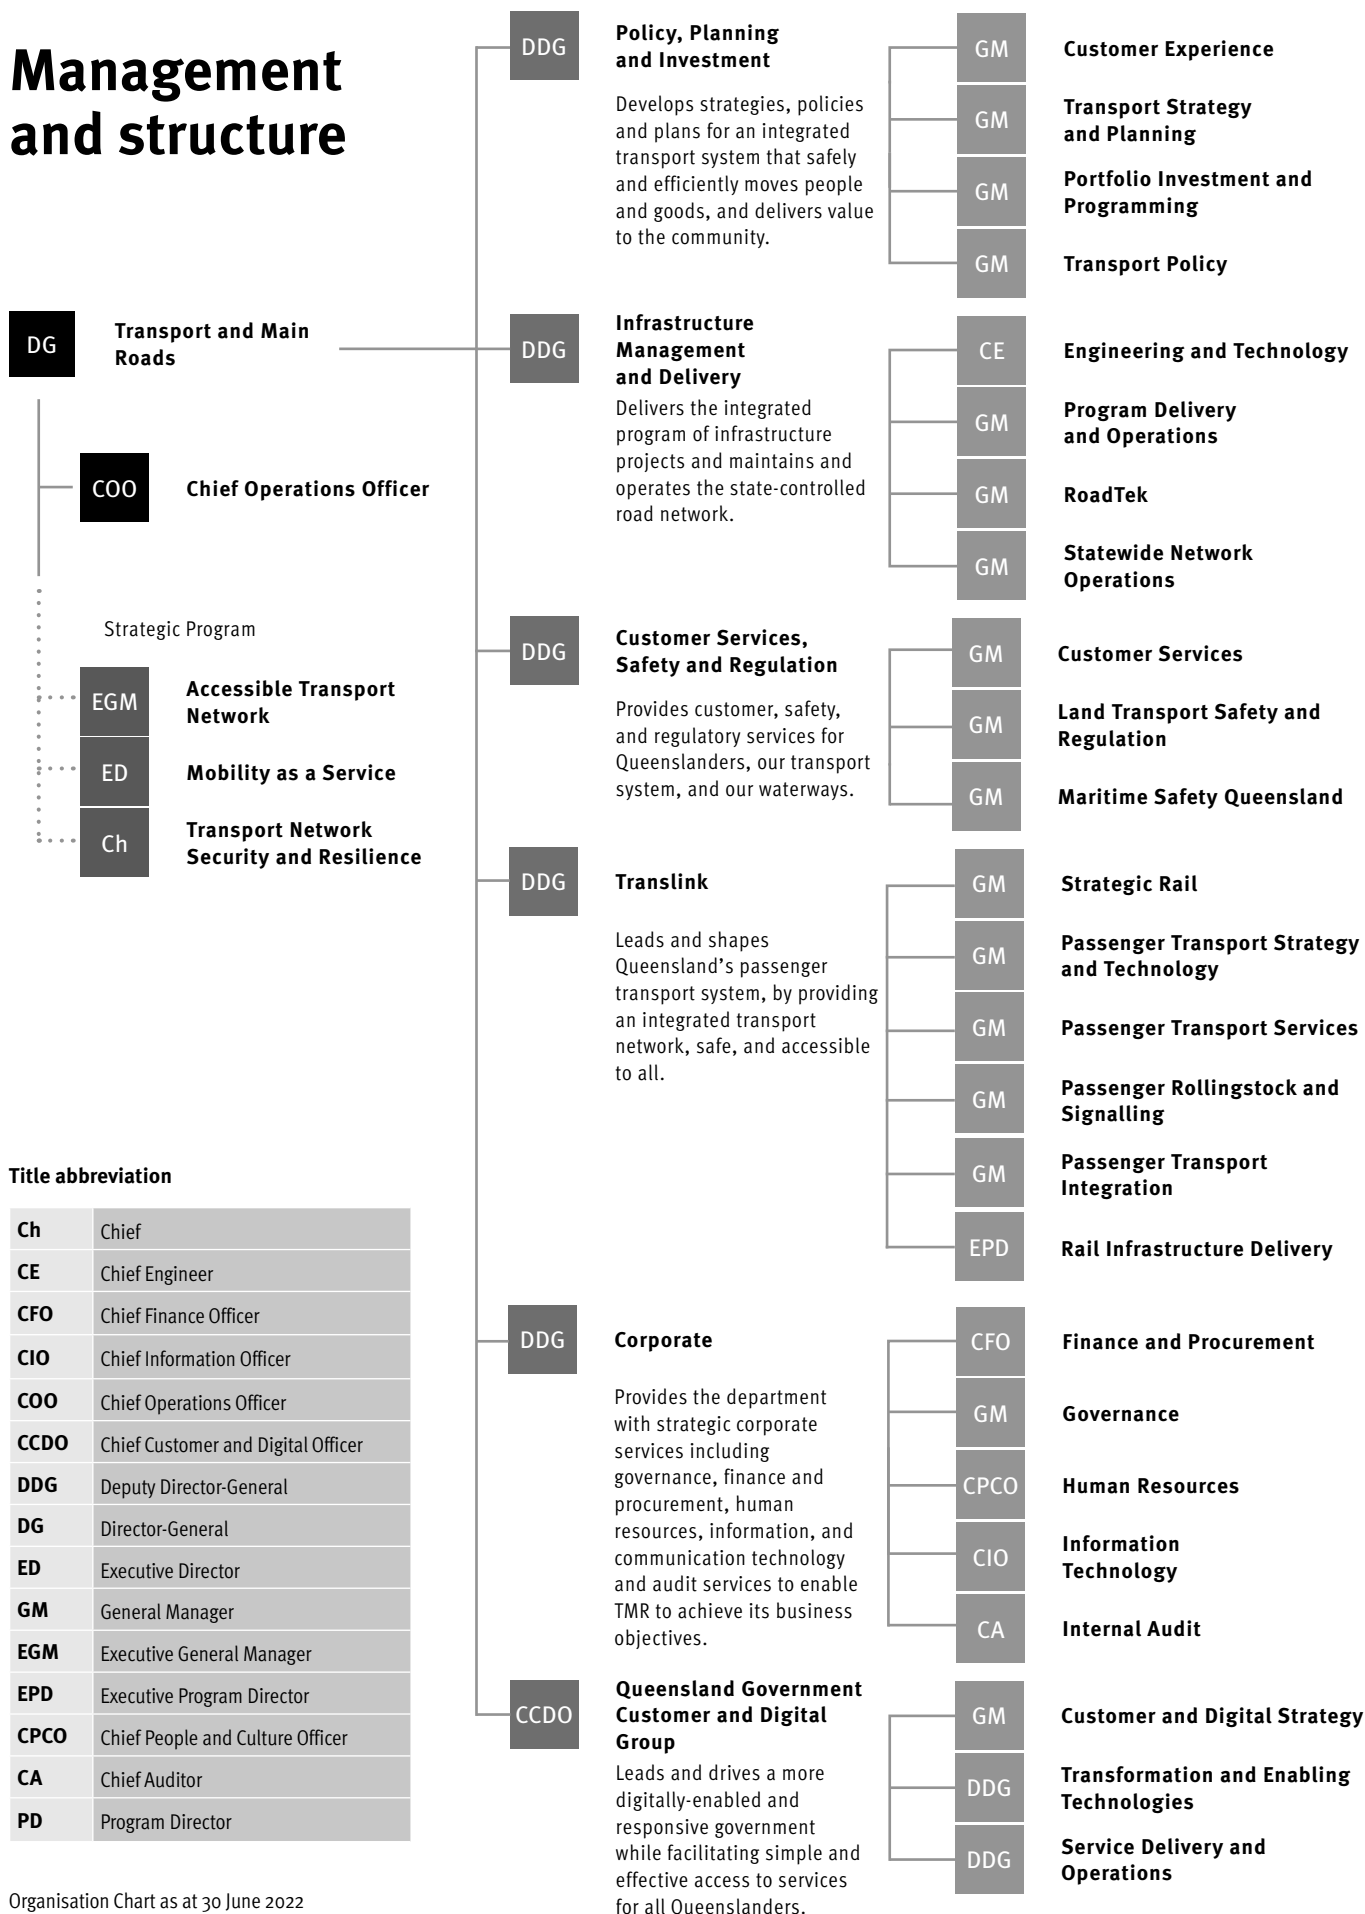 Management
and structure
DG
Transport and Main
Roads
COO
Chief Operations Officer
Strategic Program
EGM
Accessible Transport
Network
ED
Mobility as a Service
Ch
Transport Network
Security and Resilience
DDG
Policy, Planning
and Investment
Develops strategies, policies
and plans for an integrated
transport system that safely
and efficiently moves people
and goods, and delivers value
to the community.
GM
Customer Experience
GM
Transport Strategy
and Planning
GM
Portfolio Investment and
Programming
GM
Transport Policy
DDG
Infrastructure
Management
and Delivery
Delivers the integrated
program of infrastructure
projects and maintains and
operates the state-controlled
road network.
CE
Engineering and Technology
GM
Program Delivery
and Operations
GM
RoadTek
GM
Statewide Network
Operations
DDG
Customer Services,
Safety and Regulation
Provides customer, safety,
and regulatory services for
Queenslanders, our transport
system, and our waterways.
GM
Customer Services
GM
Land Transport Safety and
Regulation
GM
Maritime Safety Queensland
DDG
Translink
Leads and shapes
Queensland's passenger
transport system, by providing
an integrated transport
network, safe, and accessible
to all.
GM
Strategic Rail
GM
Passenger Transport Strategy
and Technology
GM
Passenger Transport Services
GM
Passenger Rollingstock and
Signalling
GM
Passenger Transport
Integration
EPD
Rail Infrastructure Delivery
DDG
Corporate
Provides the department
with strategic corporate
services including
governance, finance and
procurement, human
resources, information, and
communication technology
and audit services to enable
TMR to achieve its business
objectives.
CFO
Finance and Procurement
GM
Governance
CPCO
Human Resources
CIO
Information
Technology
CA
Internal Audit
CCDO
Queensland Government
Customer and Digital
Group
Leads and drives a more
digitally-enabled and
responsive government
while facilitating simple and
effective access to services
for all Queenslanders.
GM
Customer and Digital Strategy
DDG
Transformation and Enabling
Technologies
DDG
Service Delivery and
Operations
Title abbreviation
Ch Chief
CE Chief Engineer
CFO Chief Finance Officer
CIO Chief Information Officer
COO Chief Operations Officer
CCDO Chief Customer and Digital Officer
DDG Deputy Director-General
DG Director-General
ED Executive Director
GM General Manager
EGM Executive General Manager
EPD Executive Program Director
CPCO Chief People and Culture Officer
CA Chief Auditor
PD Program Director
Organisation Chart as at 30 June 2022